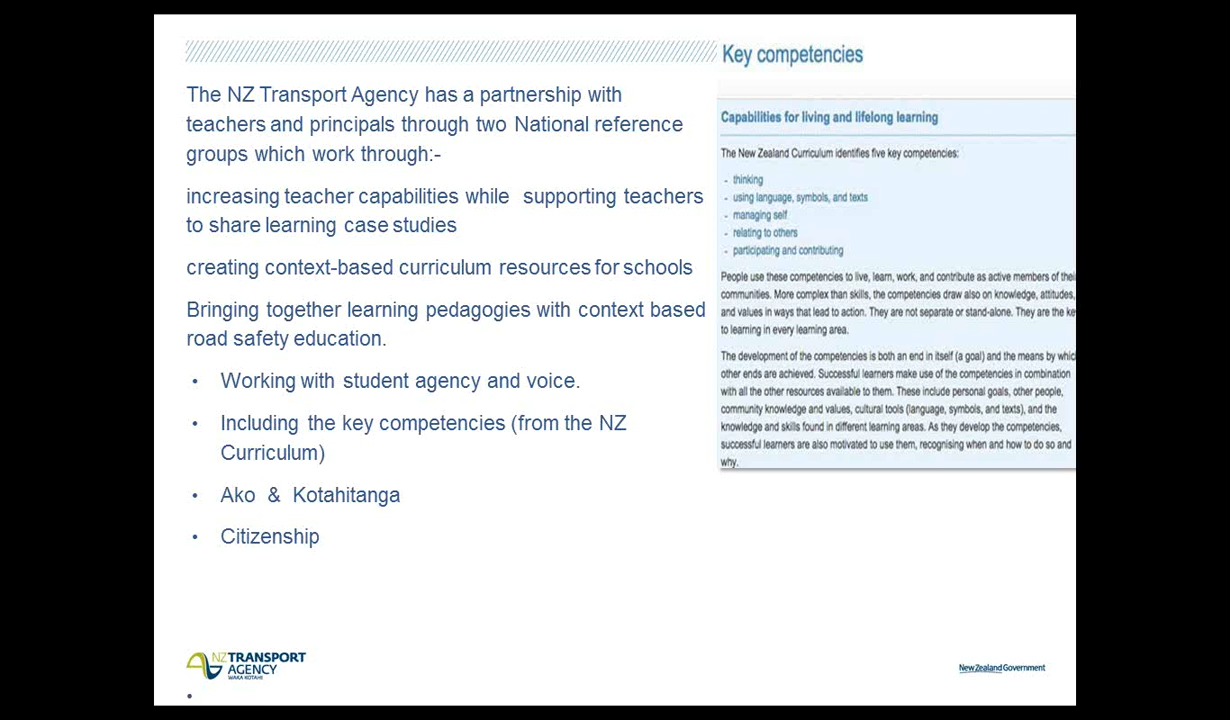 The NZ Transport Agency has a partnership with
teachers and principals through two National reference
groups which work through:-
increasing teacher capabilities while supporting teachers
to share learning case studies
creating context-based curriculum resources for schools
Bringing together learning pedagogies with context based
road safety education.
• Working with student agency and voice.
• Including the key competencies (from the NZ
Curriculum)
• Ako & Kotahitanga
• Citizenship
Key competencies
Capabilities for living and lifelong learning
The New Zealand Curriculum identifies five key competencies:
- thinking
- using language, symbols, and texts
- managing self
- relating to others
- participating and contributing
People use these competencies to live, learn, work, and contribute as active members of thei
communities. More complex than skills, the competencies draw also on knowledge, attitudes,
and values in ways that lead to action. They are not separate or stand-alone. They are the ke
to learning in every learning area.
The development of the competencies is both an end in itself (a goal) and the means by whic
other ends are achieved. Successful learners make use of the competencies in combination
with all the other resources available to them. These include personal goals, other people,
community knowledge and values, cultural tools (language, symbols, and texts), and the
knowledge and skills found in different learning areas. As they develop the competencies,
successful learners are also motivated to use them, recognising when and how to do so and
why.
NZTRANSPORT
AGENCY
WAKA KOTAHI
New Zealand Government
•